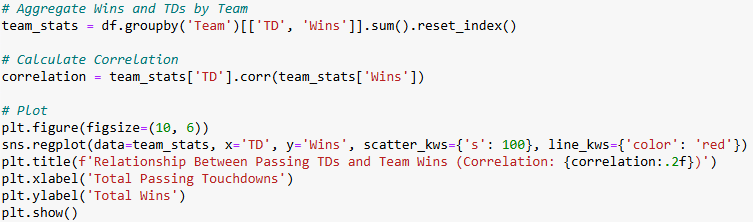 # Aggregate Wins and TDs by Team
team_stats = df.groupby('Team')[['TD', 'Wins']].sum().reset_index()
# Calculate Correlation
correlation = team_stats['TD'].corr(team_stats['Wins'])
# Plot
plt.figure(figsize=(10, 6))
sns.regplot(data=team_stats, x='TD', y='Wins', scatter_kws={'s': 100}, line_kws={'color': 'red'})
plt.title(f'Relationship Between Passing TDs and Team Wins (Correlation: {correlation:.2f})')
plt.xlabel('Total Passing Touchdowns')
plt.ylabel('Total Wins')
plt.show()